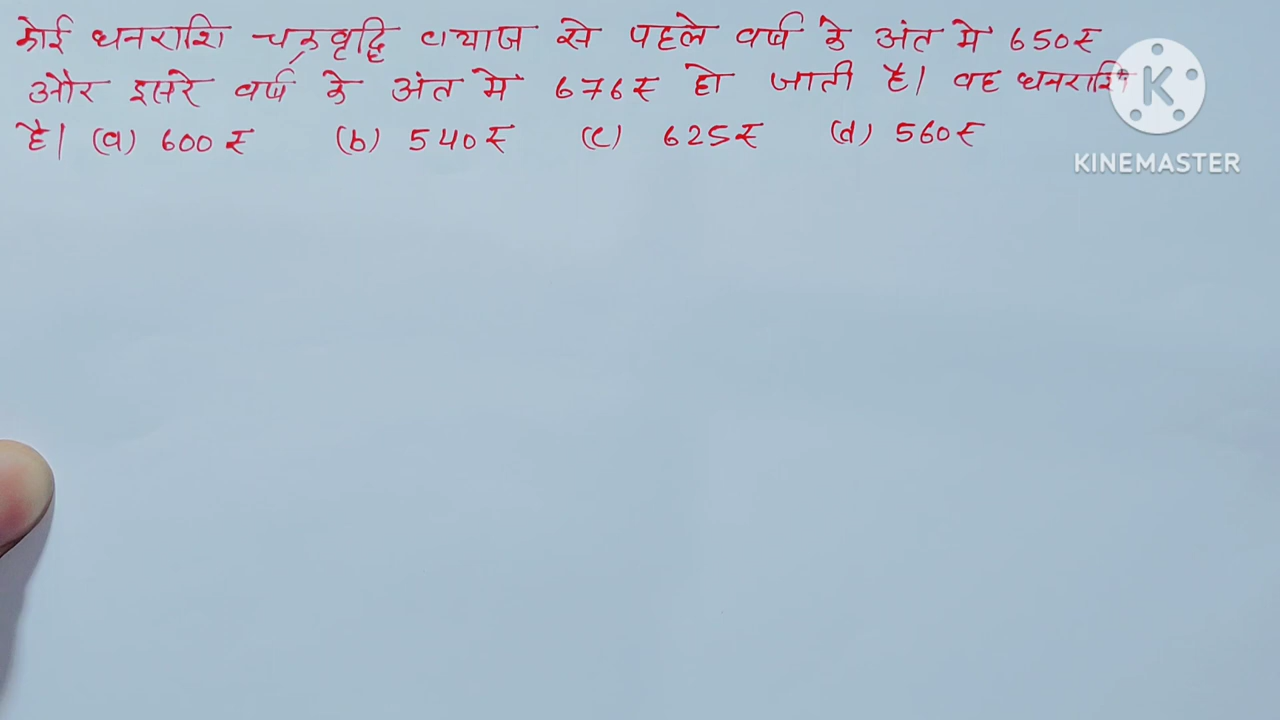 कोई धनराशि चक्रवृद्धि ब्याज से पहले वर्ष के अंत मे 650₹
और दुसरे वर्ष के अंत मे 676₹ हो जाती है। वह धनराशि
है। (a) 600₹ (b) 540₹ (c) 625₹ (d) 560₹
K
KINEMASTER